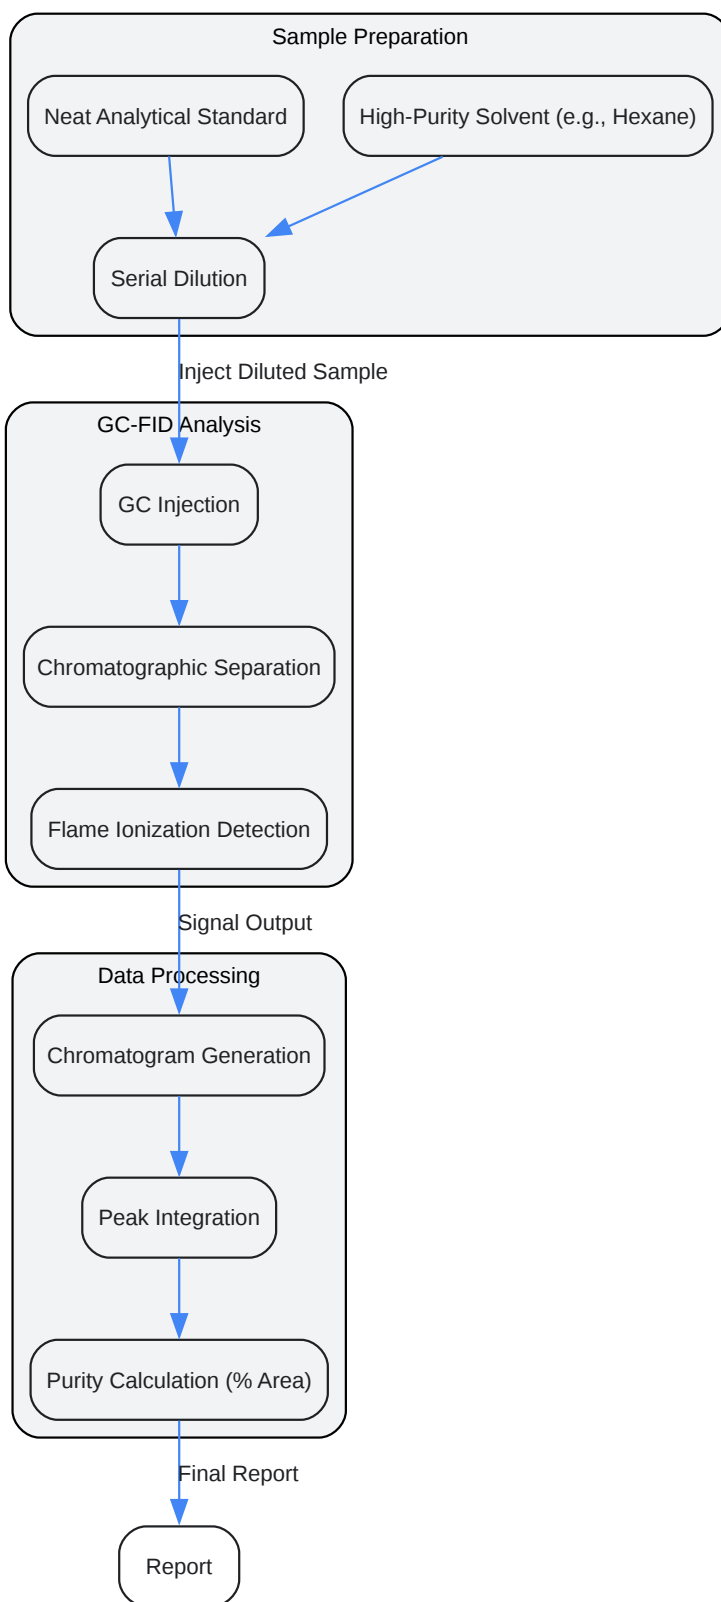 Sample Preparation
Neat Analytical Standard
High-Purity Solvent (e.g., Hexane)
Serial Dilution
Inject Diluted Sample
GC-FID Analysis
GC Injection
Chromatographic Separation
Flame Ionization Detection
Signal Output
Data Processing
Chromatogram Generation
Peak Integration
Purity Calculation (% Area)
Final Report
Report